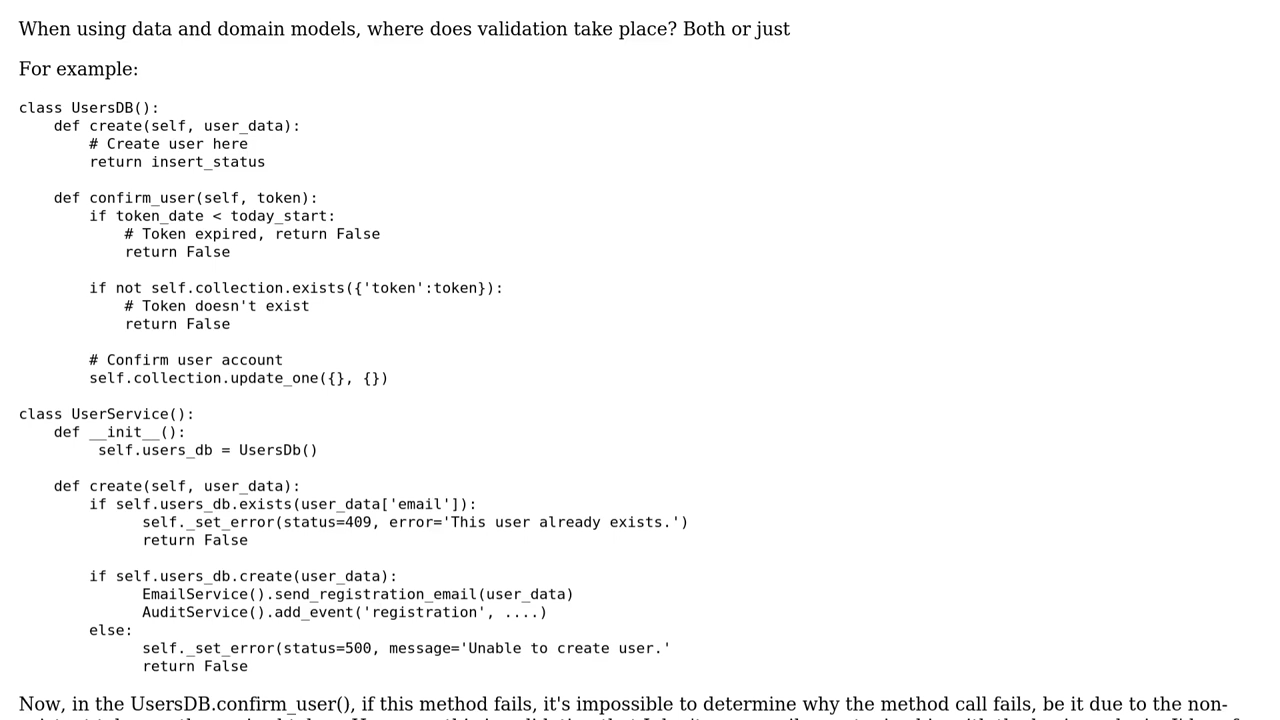 When using data and domain models, where does validation take place? Both or just
For example:
class UsersDB():
    def create(self, user_data):
        # Create user here
        return insert_status
    def confirm_user(self, token):
        if token_date < today_start:
            # Token expired, return False
            return False
        if not self.collection.exists({'token':token}):
            # Token doesn't exist
            return False
        # Confirm user account
        self.collection.update_one({}, {})
class UserService():
    def __init__():
         self.users_db = UsersDb()
    def create(self, user_data):
        if self.users_db.exists(user_data['email']):
              self._set_error(status=409, error='This user already exists.')
              return False
        if self.users_db.create(user_data):
              EmailService().send_registration_email(user_data)
              AuditService().add_event('registration', ....)
        else:
              self._set_error(status=500, message='Unable to create user.'
              return False
Now, in the UsersDB.confirm_user(), if this method fails, it's impossible to determine why the method call fails, be it due to the non-